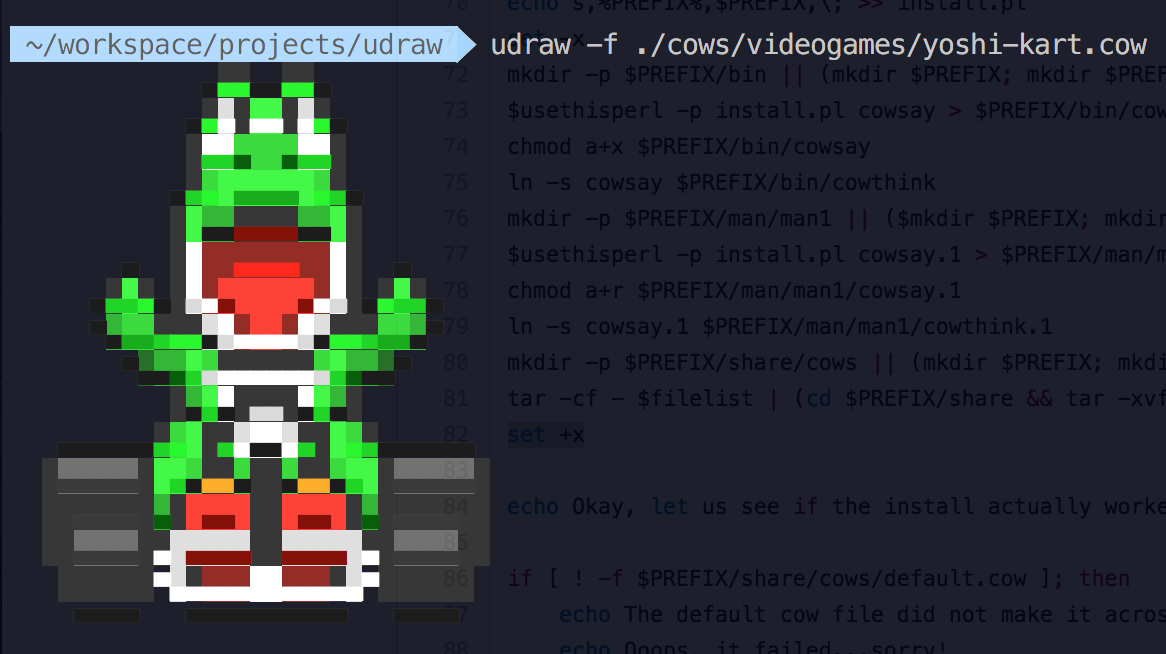 70 echo s,%PREFIX%,$PREFIX,\; >> install.pl
~/workspace/projects/udraw udraw -f ./cows/videogames/yoshi-kart.cow
72 mkdir -p $PREFIX/bin || (mkdir $PREFIX; mkdir $PREF
73 $usethisperl -p install.pl cowsay > $PREFIX/bin/cow
74 chmod a+x $PREFIX/bin/cowsay
75 ln -s cowsay $PREFIX/bin/cowthink
76 mkdir -p $PREFIX/man/man1 || ($mkdir $PREFIX; mkdir
77 $usethisperl -p install.pl cowsay.1 > $PREFIX/man/m
78 chmod a+r $PREFIX/man/man1/cowsay.1
79 ln -s cowsay.1 $PREFIX/man/man1/cowthink.1
80 mkdir -p $PREFIX/share/cows || (mkdir $PREFIX; mkdi
81 tar -cf - $filelist | (cd $PREFIX/share && tar -xvf
82 set +x
83
84 echo Okay, let us see if the install actually worke
85
86 if [ ! -f $PREFIX/share/cows/default.cow ]; then
87 echo The default cow file did not make it acros
88 echo Ooops, it failed...sorry!